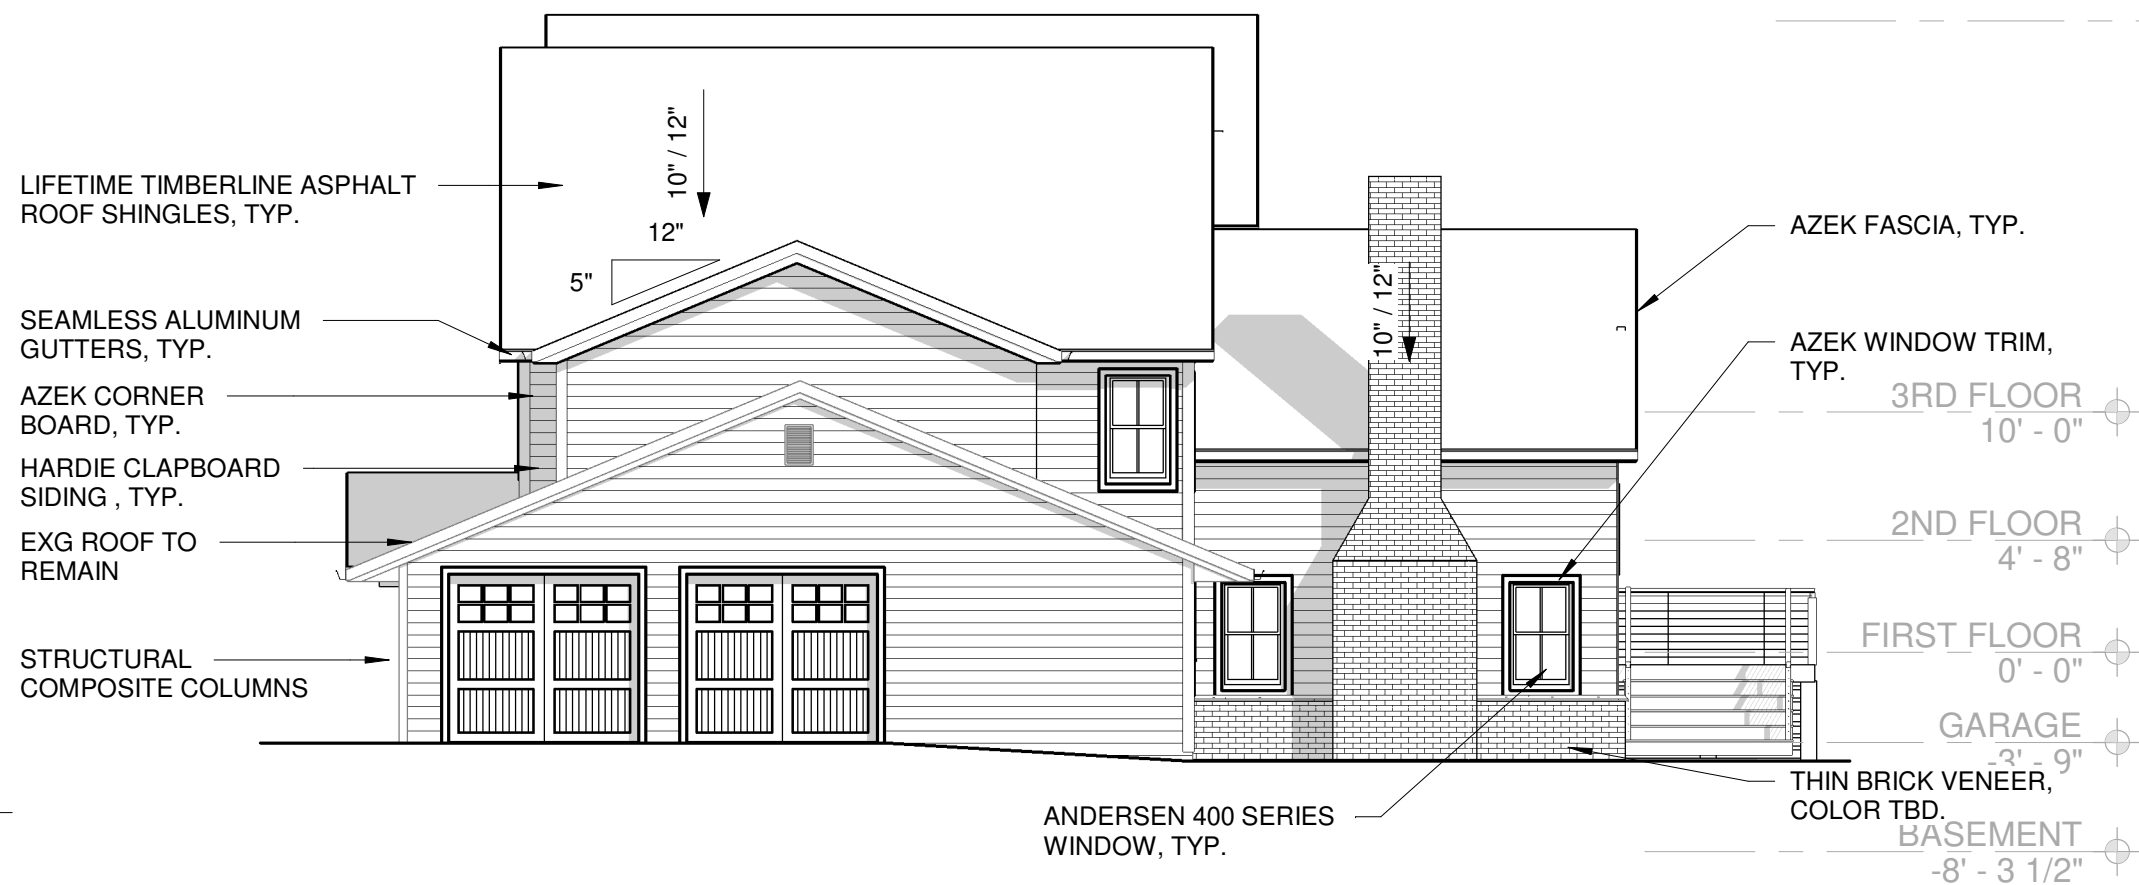 LIFETIME TIMBERLINE ASPHALT
ROOF SHINGLES, TYP.
SEAMLESS ALUMINUM
GUTTERS, TYP.
AZEK CORNER
BOARD, TYP.
HARDIE CLAPBOARD
SIDING , TYP.
EXG ROOF TO
REMAIN
STRUCTURAL
COMPOSITE COLUMNS
10" / 12"
12"
5"
10" / 12"
ANDERSEN 400 SERIES
WINDOW, TYP.
AZEK FASCIA, TYP.
AZEK WINDOW TRIM,
TYP.
3RD FLOOR
10' - 0"
2ND FLOOR
4' - 8"
FIRST FLOOR
0' - 0"
GARAGE
-3' - 9"
THIN BRICK VENEER,
COLOR TBD.
BASEMENT
-8' - 3 1/2"